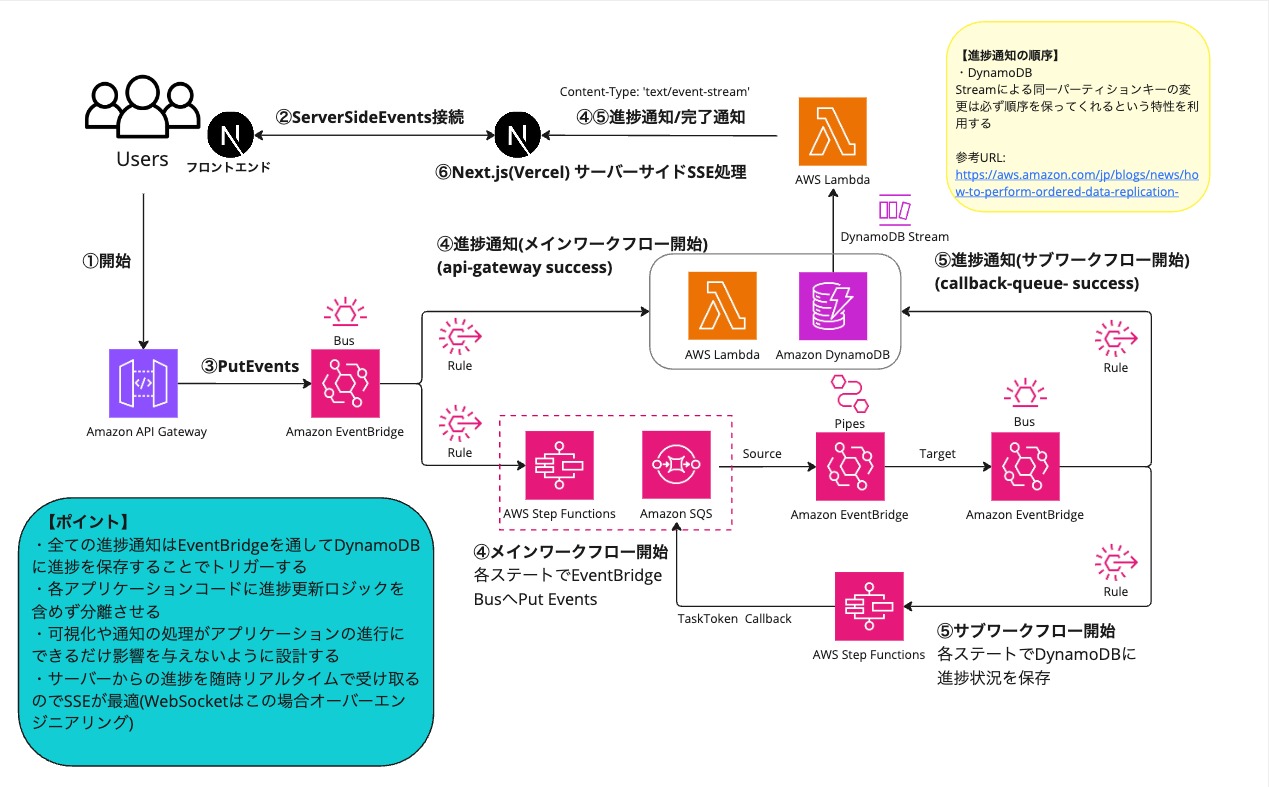 【進捗通知の順序】
・DynamoDB
Streamによる同一パーティションキーの変
更は必ず順序を保ってくれるという特性を利
用する
参考URL:
https://aws.amazon.com/jp/blogs/news/ho
w-to-perform-ordered-data-replication-
Users
フロントエンド
②ServerSideEvents接続
Content-Type: 'text/event-stream'
④⑤進捗通知/完了通知
⑥Next.js(Vercel) サーバーサイドSSE処理
AWS Lambda
DynamoDB Stream
①開始
④進捗通知(メインワークフロー開始)
(api-gateway success)
⑤進捗通知(サブワークフロー開始)
(callback-queue- success)
AWS Lambda
Amazon DynamoDB
Bus
Rule
Rule
③PutEvents
Amazon API Gateway
Amazon EventBridge
Rule
Pipes
Bus
Source
Target
AWS Step Functions
Amazon SQS
Amazon EventBridge
Amazon EventBridge
④メインワークフロー開始
各ステートでEventBridge
BusへPut Events
Rule
TaskToken Callback
AWS Step Functions
⑤サブワークフロー開始
各ステートでDynamoDBに
進捗状況を保存
【ポイント】
・全ての進捗通知はEventBridgeを通してDynamoDB
に進捗を保存することでトリガーする
・各アプリケーションコードに進捗更新ロジックを
含めず分離させる
・可視化や通知の処理がアプリケーションの進行に
できるだけ影響を与えないように設計する
・サーバーからの進捗を随時リアルタイムで受け取る
のでSSEが最適(WebSocketはこの場合オーバーエン
ジニアリング)